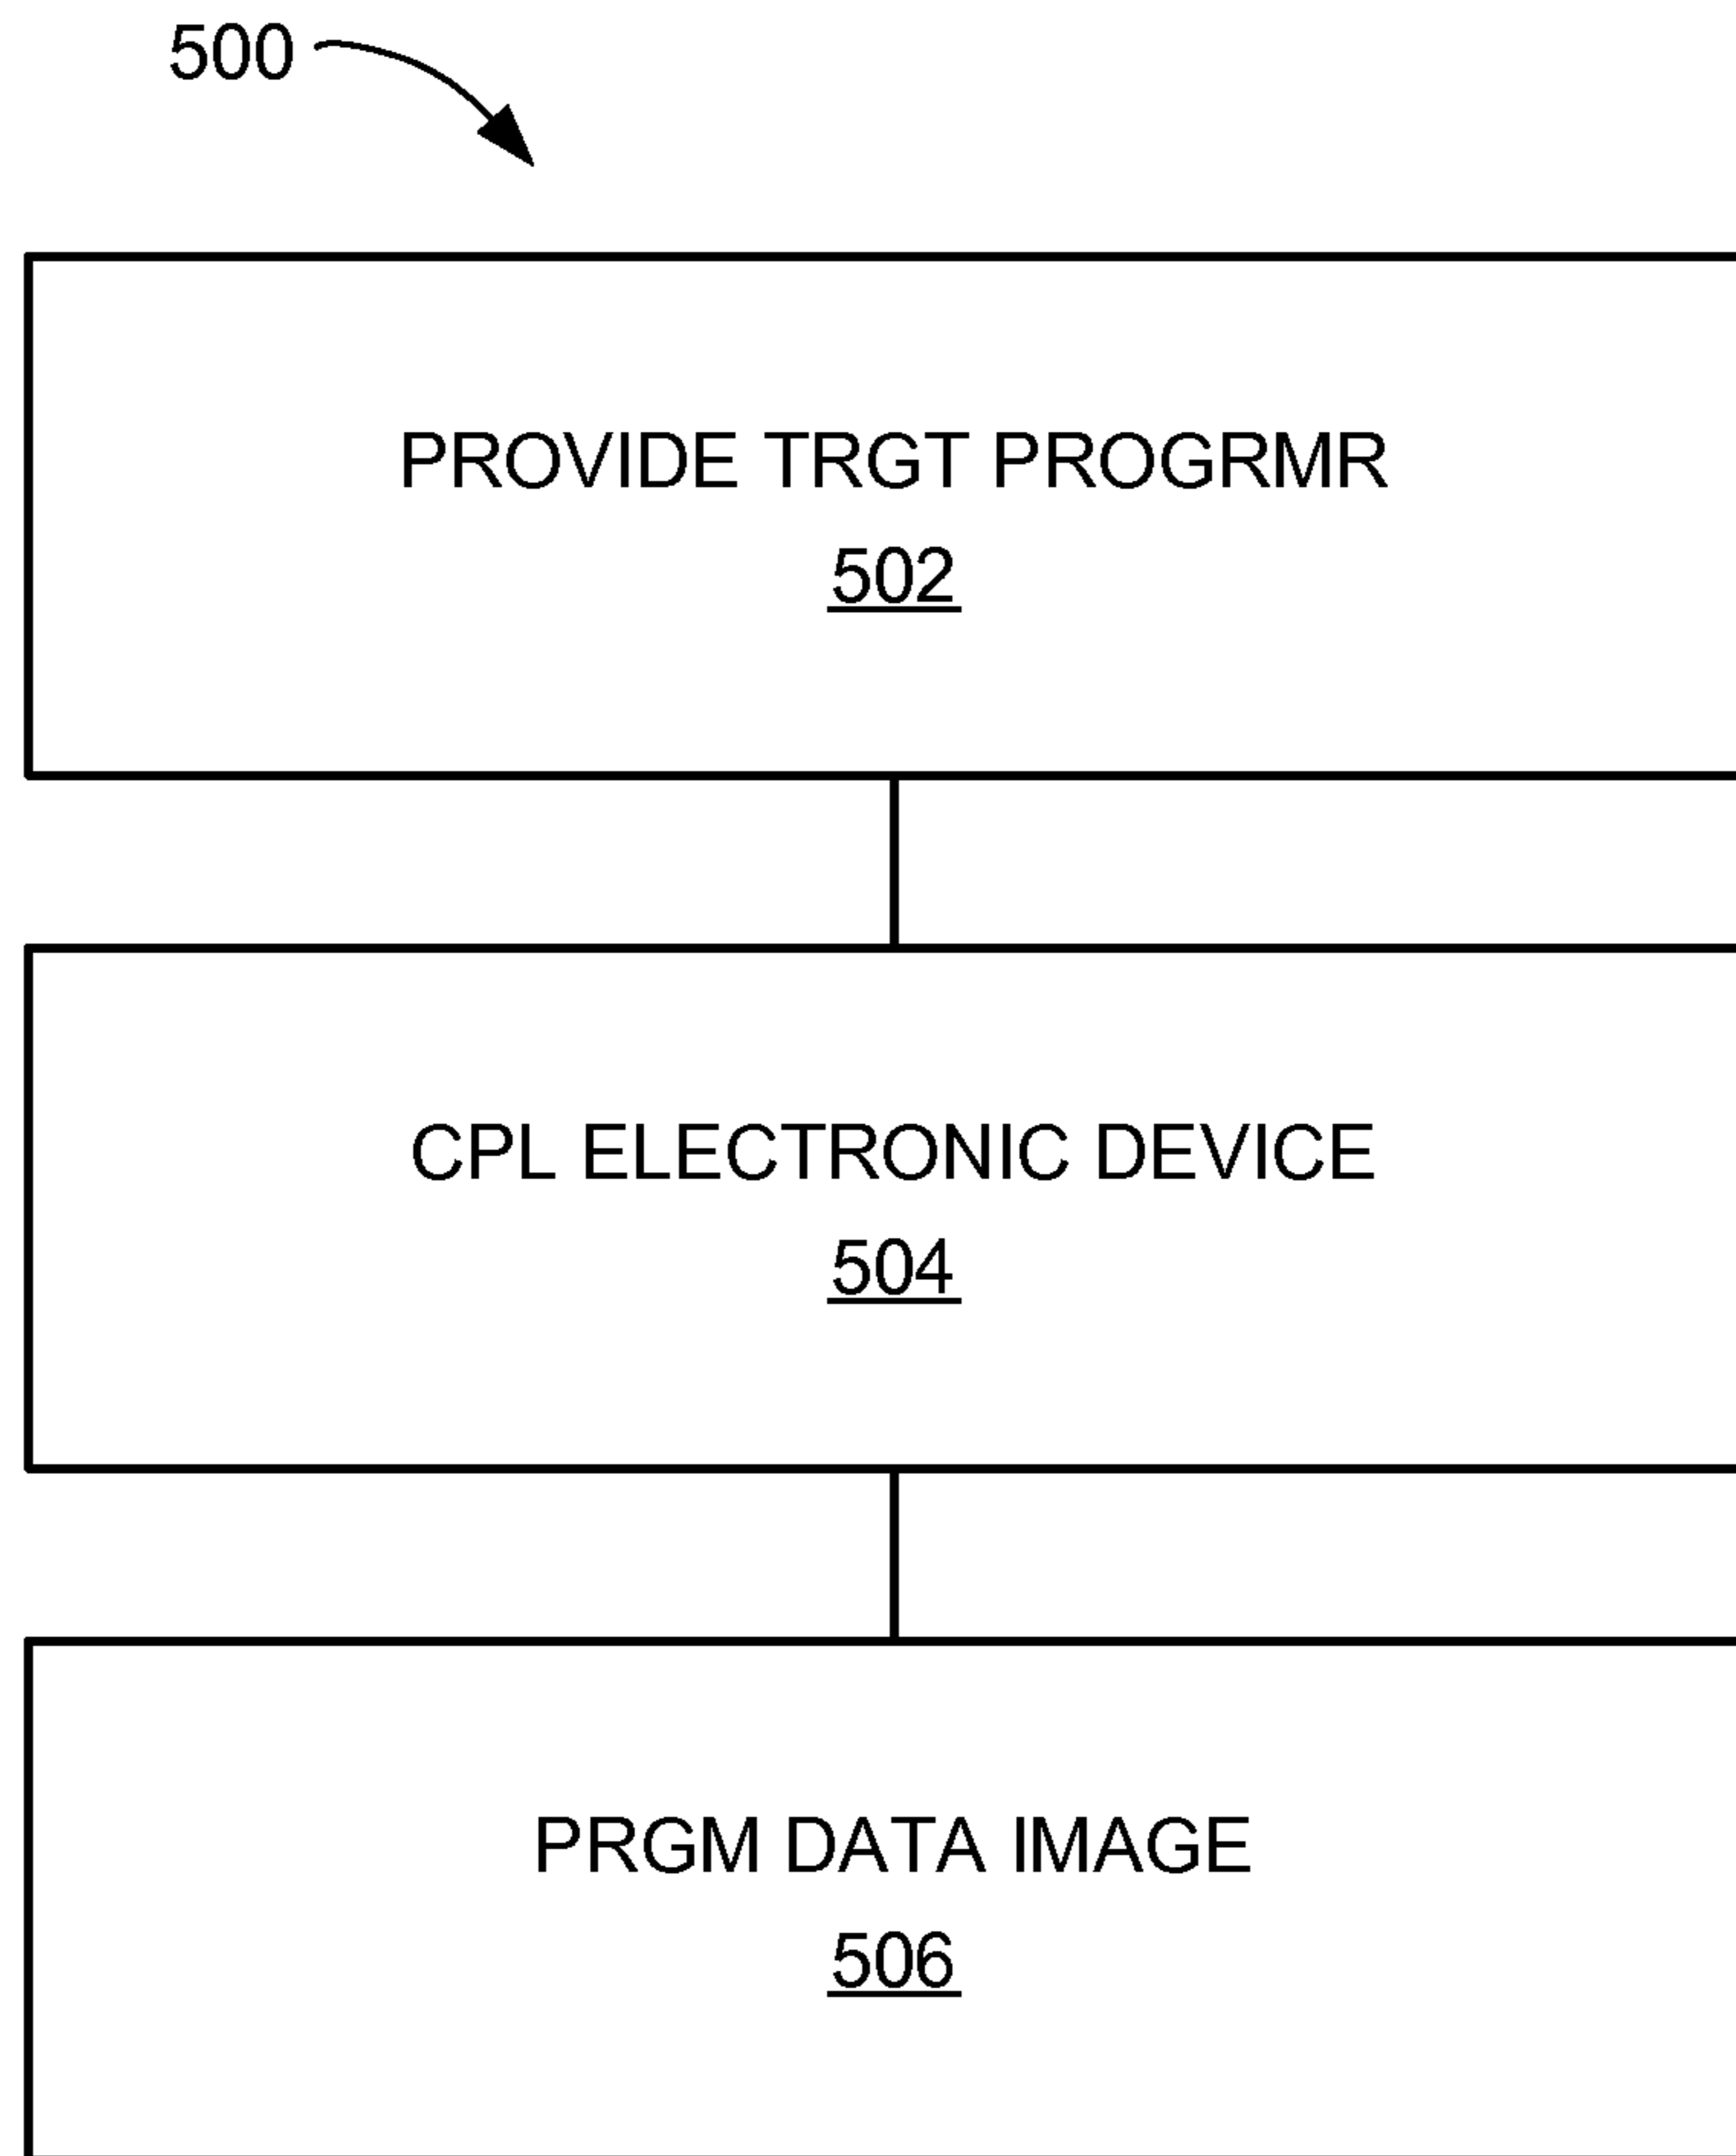 500
PROVIDE TRGT PROGRMR
502
CPL ELECTRONIC DEVICE
504
PRGM DATA IMAGE
506